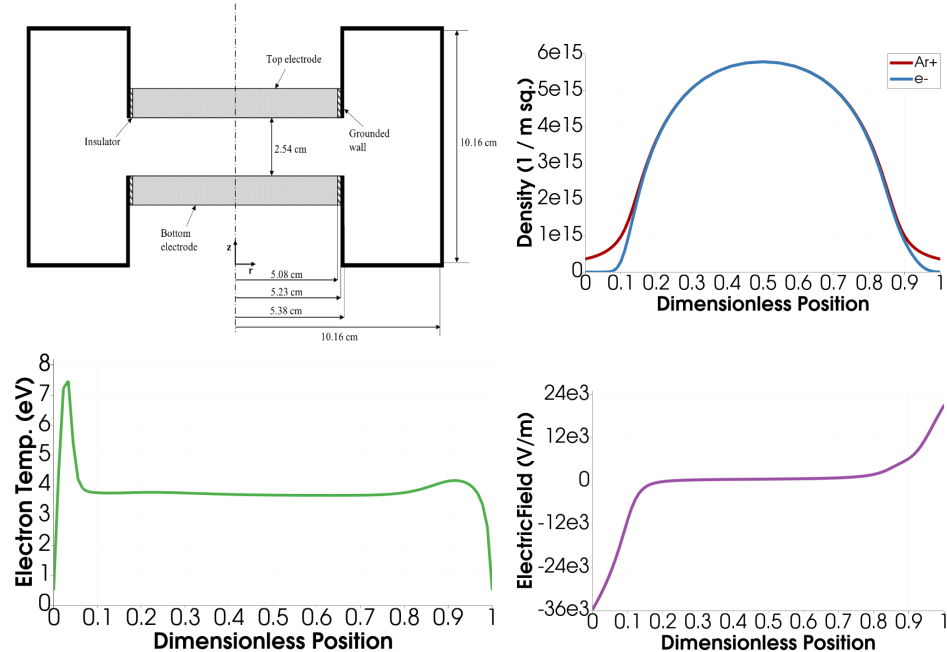 Top electrode
Insulator
Grounded
wall
2.54 cm
10.16 cm
Bottom
electrode
z
r
5.08 cm
5.23 cm
5.38 cm
10.16 cm
6e15
5e15
4e15
3e15
2e15
1e15
0
Density (1 / m sq.)
Ar+
e-
0 0.1 0.2 0.3 0.4 0.5 0.6 0.7 0.8 0.9 1
Dimensionless Position
8
7
6
5
4
3
2
1
0
Electron Temp. (eV)
0 0.1 0.2 0.3 0.4 0.5 0.6 0.7 0.8 0.9 1
Dimensionless Position
24e3
12e3
0
-12e3
-24e3
-36e3
ElectricField (V/m)
0 0.1 0.2 0.3 0.4 0.5 0.6 0.7 0.8 0.9 1
Dimensionless Position